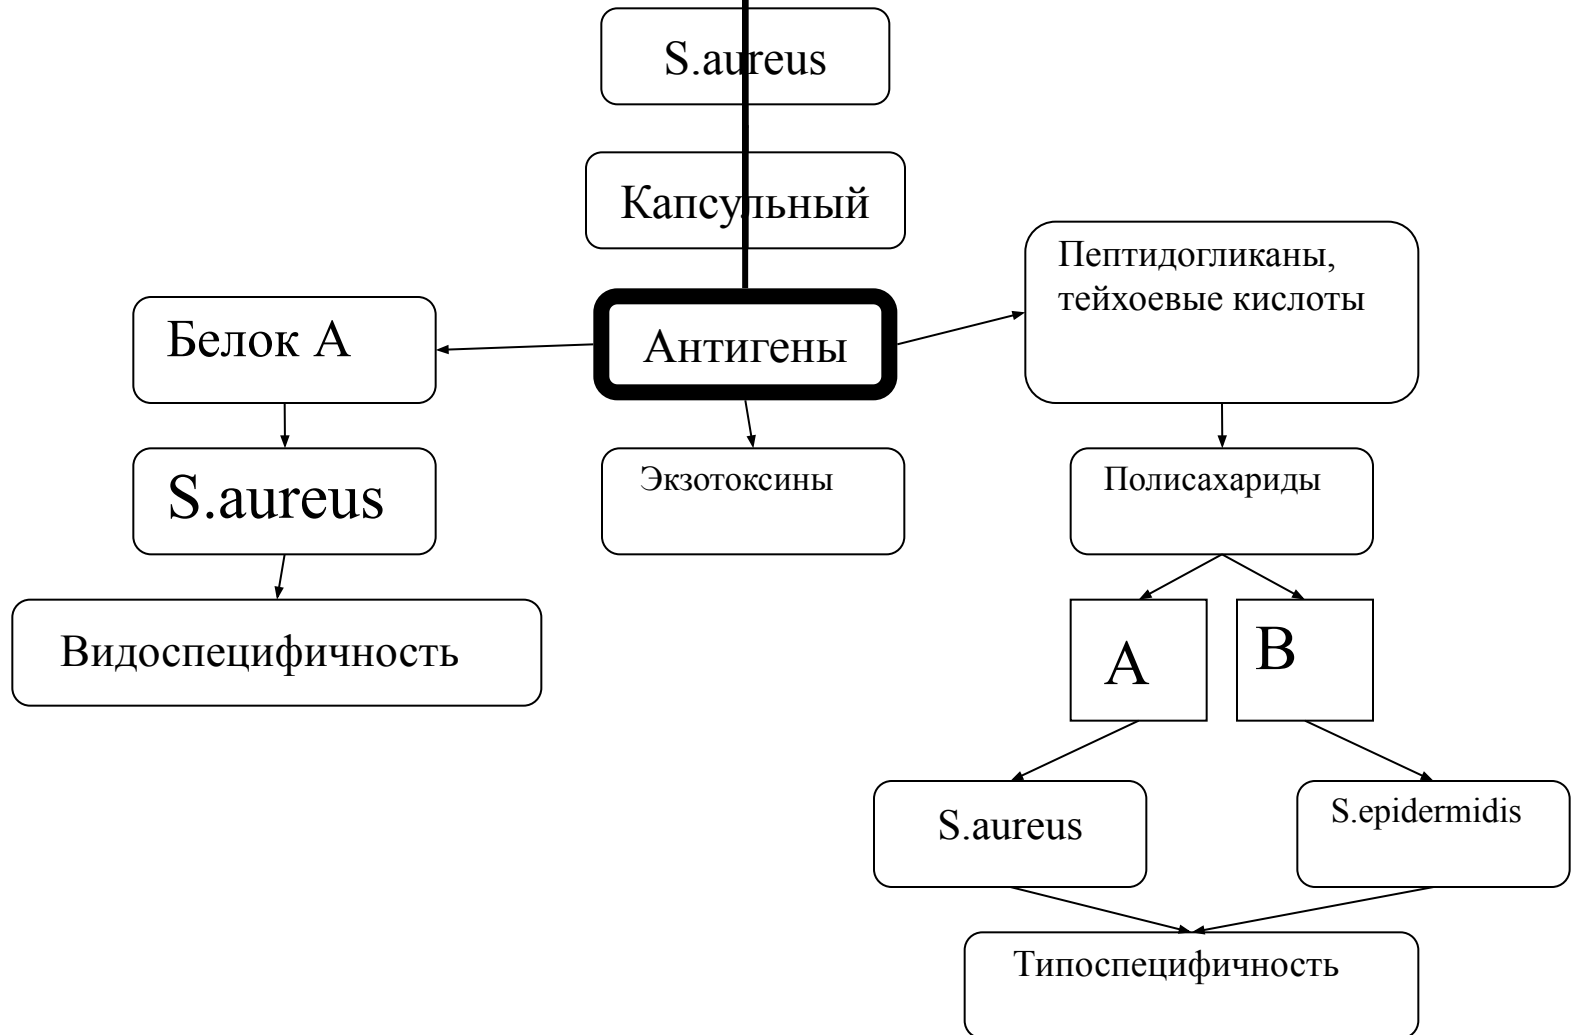 S.aureus
Капсульный
Пептидогликаны,
тейхоевые кислоты
Белок А
Антигены
S.aureus
Экзотоксины
Полисахариды
Видоспецифичность
А
В
S.aureus
S.epidermidis
Типоспецифичность